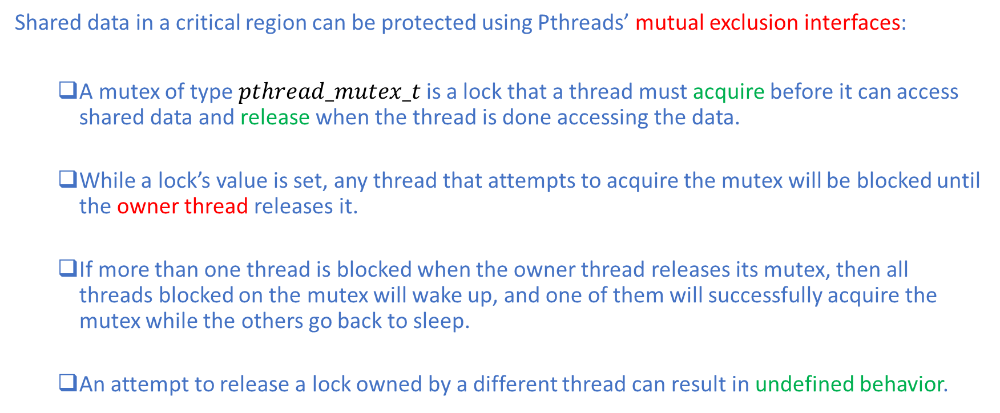 Shared data in a critical region can be protected using Pthreads’ mutual exclusion interfaces:
❑A mutex of type pthread_mutex_t is a lock that a thread must acquire before it can access
shared data and release when the thread is done accessing the data.
❑While a lock’s value is set, any thread that attempts to acquire the mutex will be blocked until
the owner thread releases it.
❑If more than one thread is blocked when the owner thread releases its mutex, then all
threads blocked on the mutex will wake up, and one of them will successfully acquire the
mutex while the others go back to sleep.
❑An attempt to release a lock owned by a different thread can result in undefined behavior.